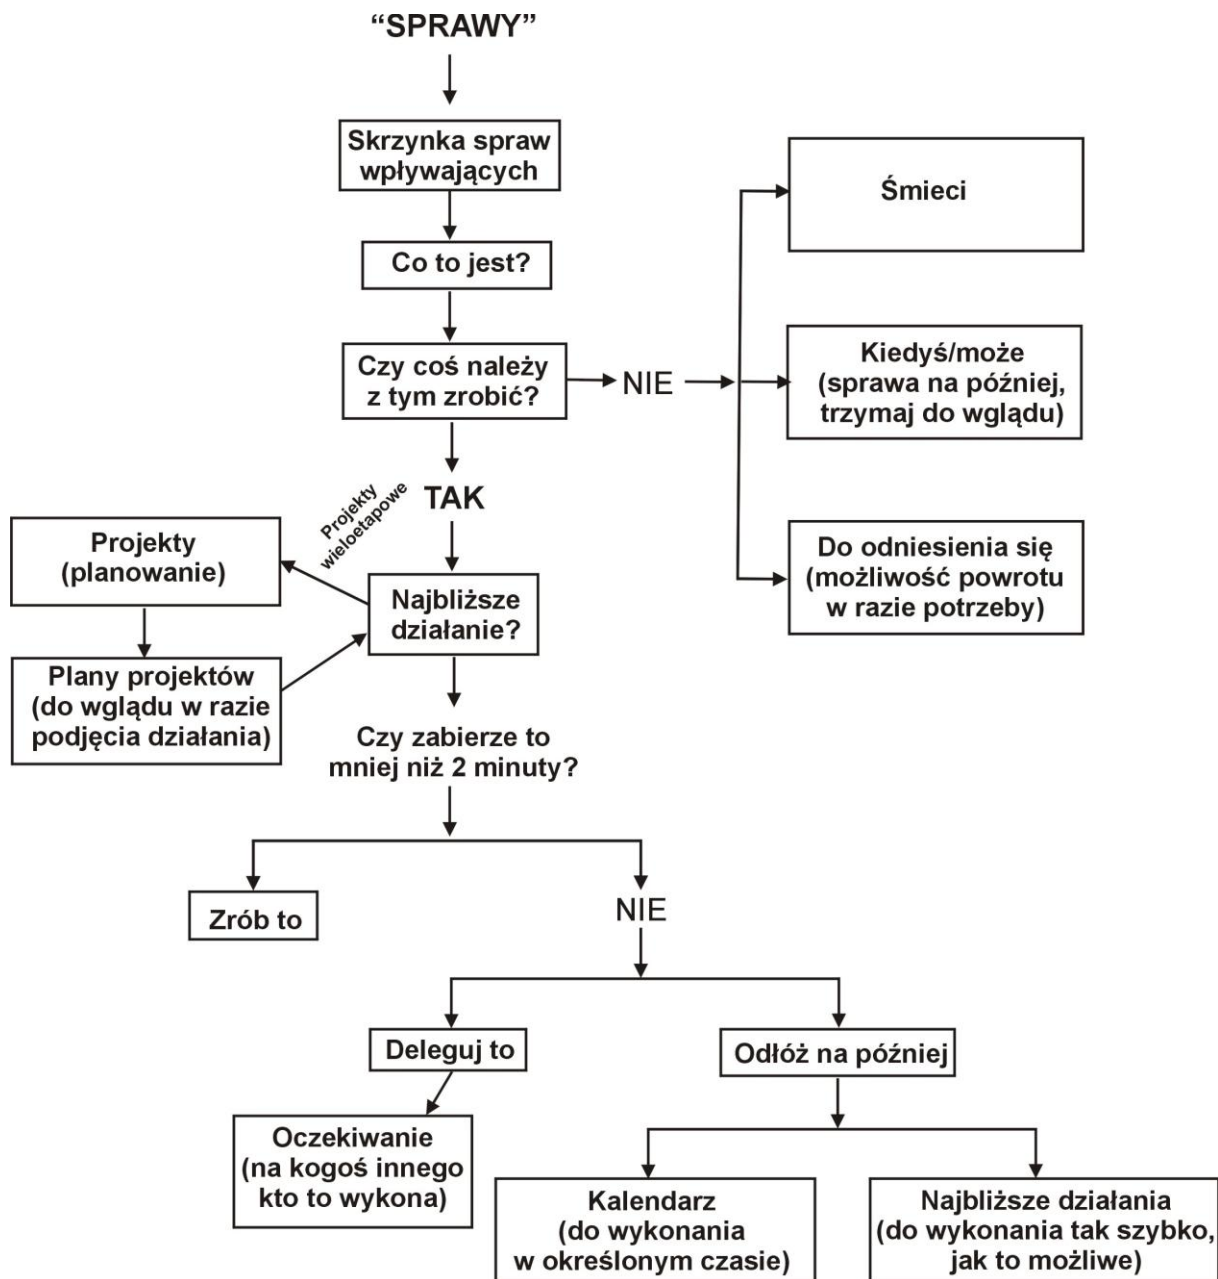 “SPRAWY”
Skrzynka spraw
wpływających
Co to jest?
Czy coś należy
z tym zrobić?
NIE
Śmieci
Kiedyś/może
(sprawa na później,
trzymaj do wglądu)
Do odniesienia się
(możliwość powrotu
w razie potrzeby)
TAK
Projekty
wieloetapowe
Projekty
(planowanie)
Najbliższe
działanie?
Plany projektów
(do wglądu w razie
podjęcia działania)
Czy zabierze to
mniej niż 2 minuty?
Zrób to
NIE
Deleguj to
Odłóż na później
Oczekiwanie
(na kogoś innego
kto to wykona)
Kalendarz
(do wykonania
w określonym czasie)
Najbliższe działania
(do wykonania tak szybko,
jak to możliwe)